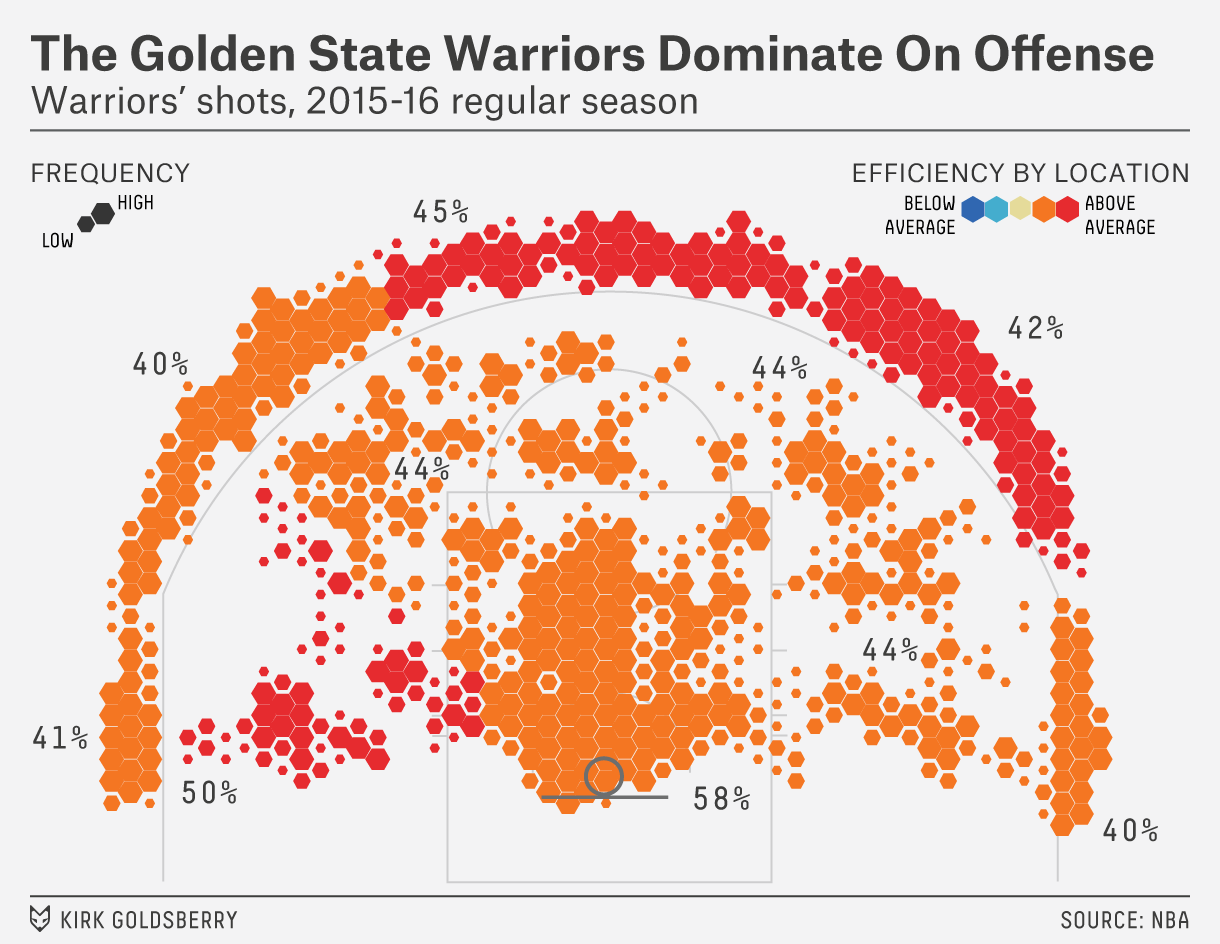 The Golden State Warriors Dominate On Offense
Warriors' shots, 2015-16 regular season
FREQUENCY
HIGH
LOW
EFFICIENCY BY LOCATION
BELOW
AVERAGE
ABOVE
AVERAGE
45%
42%
40%
44%
44%
44%
41%
50%
58%
40%
KIRK GOLDSBERRY
SOURCE: NBA